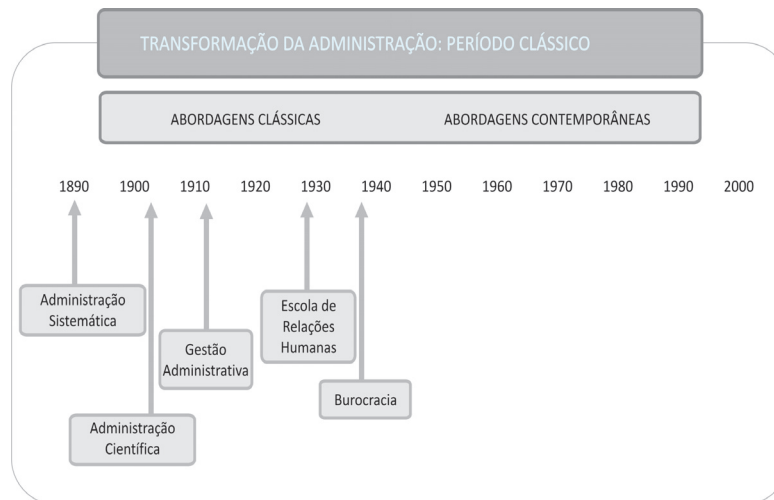 TRANSFORMAÇÃO DA ADMINISTRAÇÃO: PERÍODO CLÁSSICO
ABORDAGENS CLÁSSICAS
ABORDAGENS CONTEMPORÂNEAS
1890 1900 1910 1920 1930 1940 1950 1960 1970 1980 1990 2000
Administração
Sistemática
Escola de
Relações
Humanas
Gestão
Administrativa
Burocracia
Administração
Científica